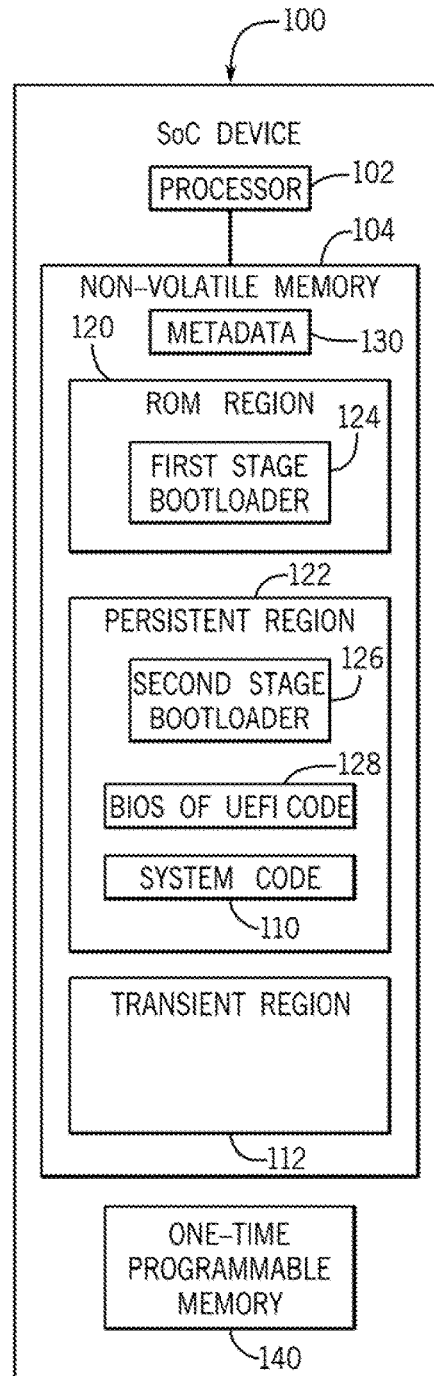 100
SoC DEVICE
PROCESSOR
102
104
NON-VOLATILE MEMORY
120
METADATA
130
ROM REGION
124
FIRST STAGE
BOOTLOADER
122
PERSISTENT REGION
SECOND STAGE
BOOTLOADER
126
128
BIOS OF UEFI CODE
SYSTEM CODE
110
TRANSIENT REGION
112
ONE-TIME
PROGRAMMABLE
MEMORY
140